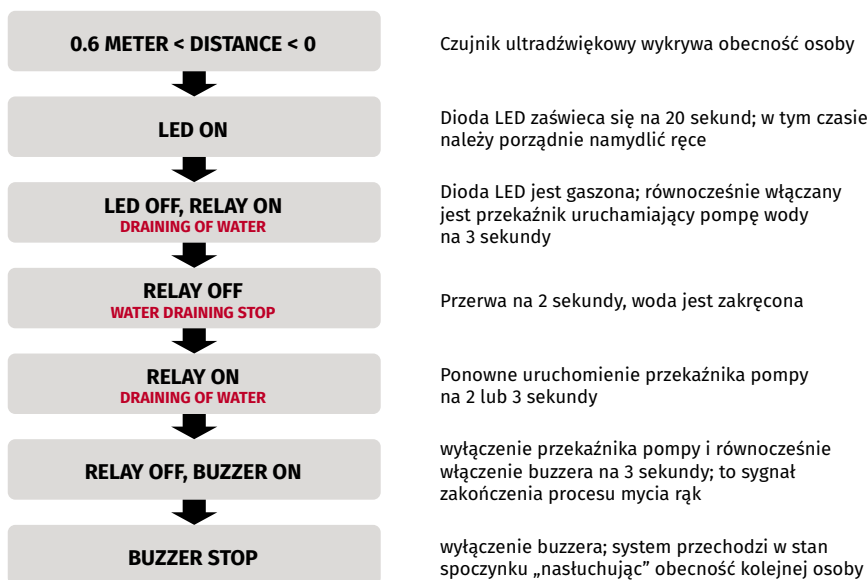 0.6 METER < DISTANCE < 0
Czujnik ultradźwiękowy wykrywa obecność osoby
LED ON
Dioda LED zaświeca się na 20 sekund; w tym czasie
należy porządnie namydlić ręce
LED OFF, RELAY ON
DRAINING OF WATER
Dioda LED jest gaszona; równocześnie włączany
jest przekaźnik uruchamiający pompę wody
na 3 sekundy
RELAY OFF
WATER DRAINING STOP
Przerwa na 2 sekundy, woda jest zakręcona
RELAY ON
DRAINING OF WATER
Ponowne uruchomienie przekaźnika pompy
na 2 lub 3 sekundy
RELAY OFF, BUZZER ON
wyłączenie przekaźnika pompy i równocześnie
włączenie buzzera na 3 sekundy; to sygnał
zakończenia procesu mycia rąk
BUZZER STOP
wyłączenie buzzera; system przechodzi w stan
spoczynku „nasłuchując” obecność kolejnej osoby